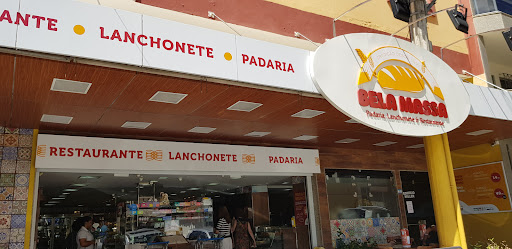 ANTE • LANCHONETE • PADARIA
BELA MASSA
Padaria, Lanchonete e Restaurante
RESTAURANTE LANCHONETE PADARIA